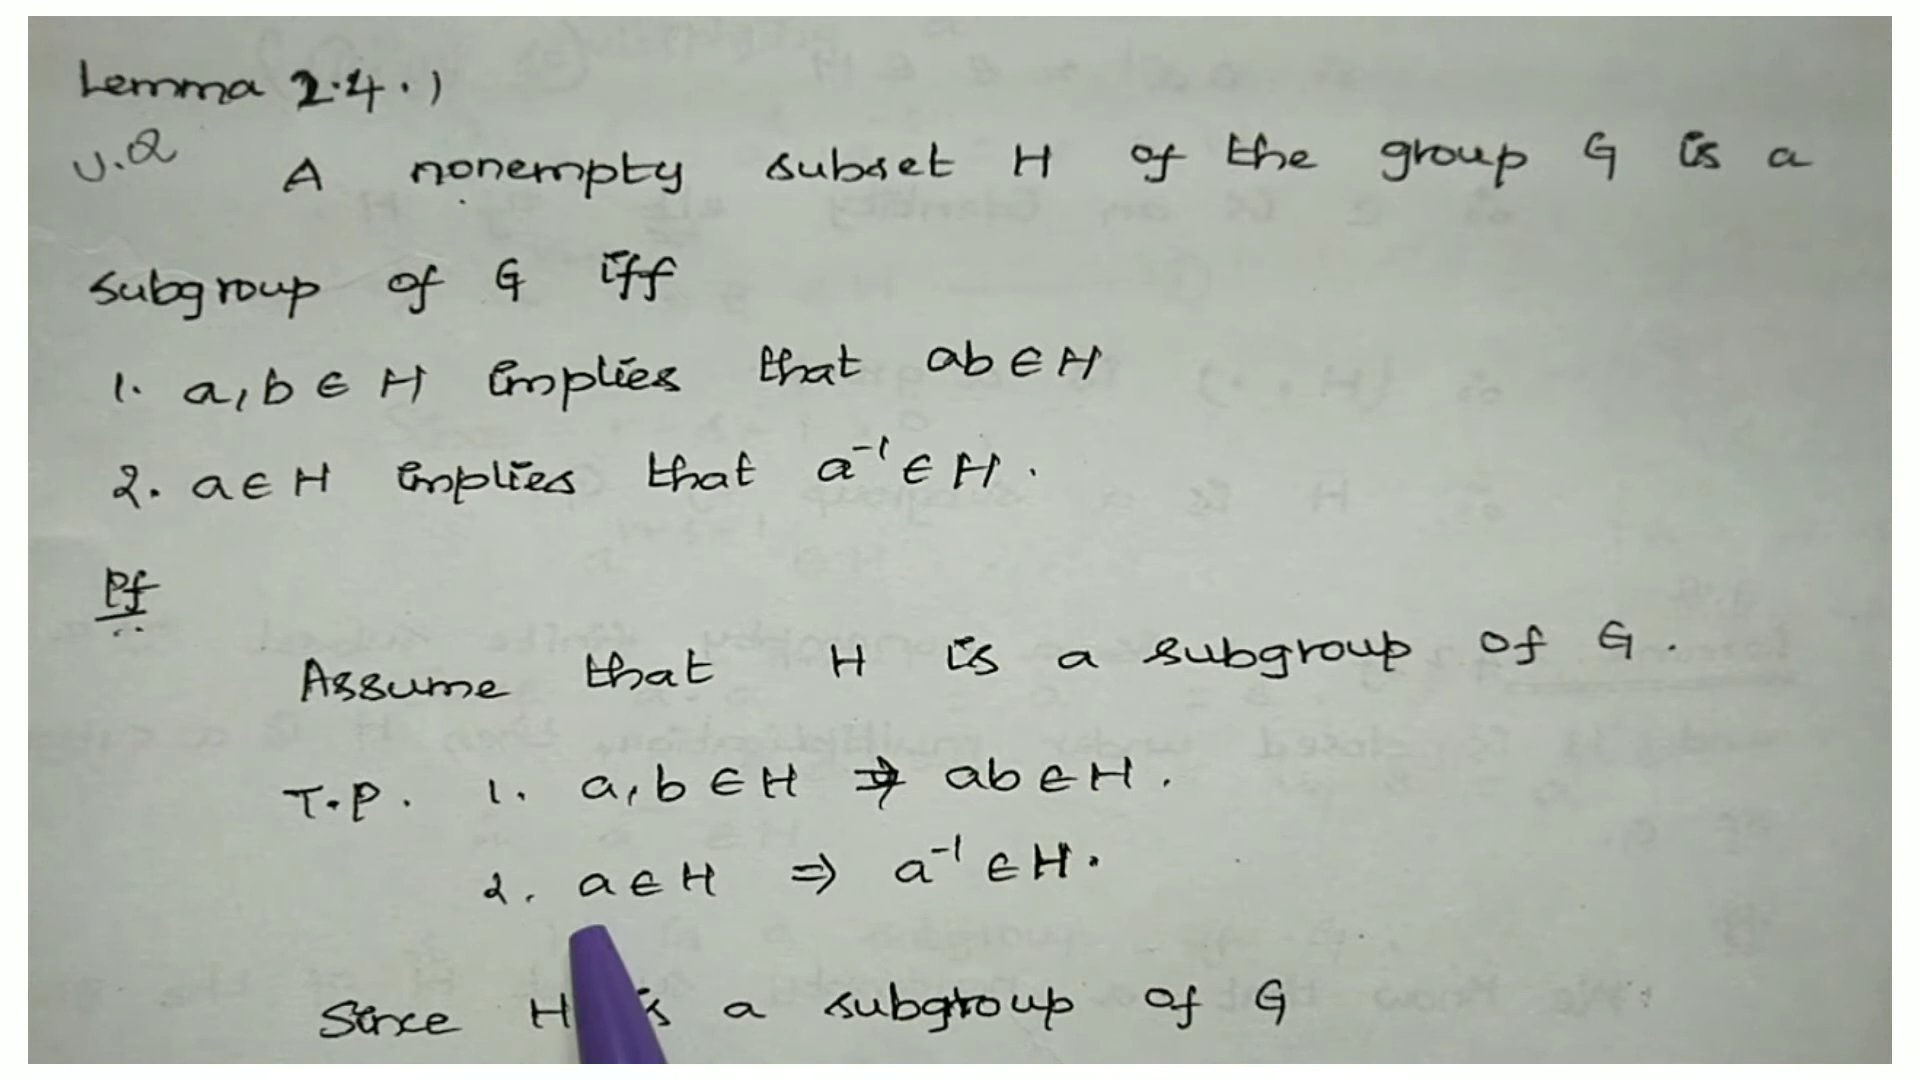 Lemma 2.4.1
U.Q
A nonempty subset H of the group G is a
subgroup of G iff
1. a,b ∈ H implies that ab ∈ H
2. a ∈ H implies that a⁻¹ ∈ H.
Pf
Assume that H is a subgroup of G.
T.P. 1. a,b ∈ H ⇒ ab ∈ H.
2. a ∈ H ⇒ a⁻¹ ∈ H.
Since H is a subgroup of G